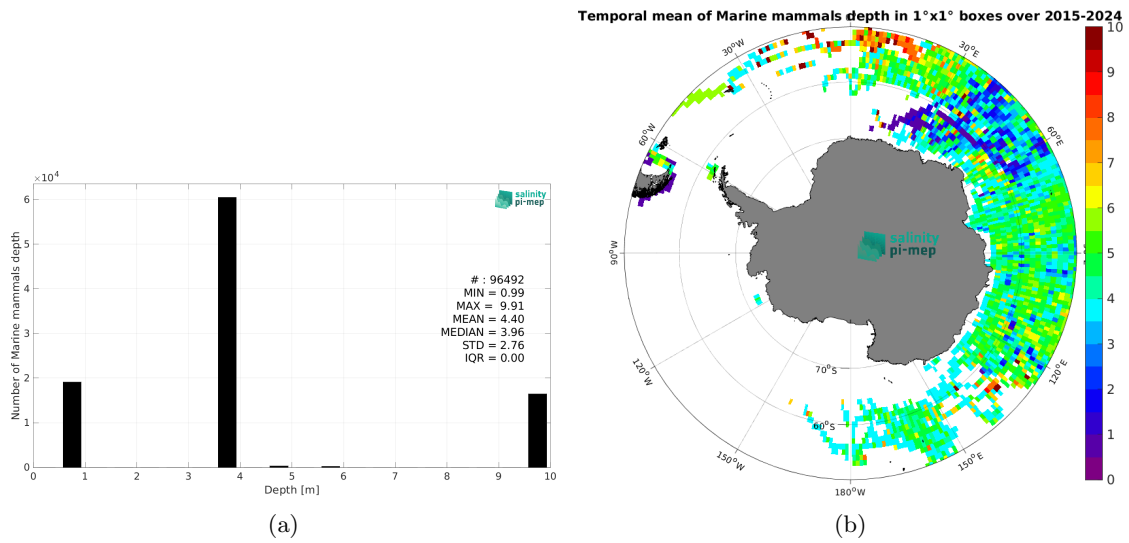 ×10⁴
6
5
4
3
2
1
0
Number of Marine mammals depth
salinity
pi-mep
# : 96492
MIN = 0.99
MAX = 9.91
MEAN = 4.40
MEDIAN = 3.96
STD = 2.76
IQR = 0.00
0 1 2 3 4 5 6 7 8 9 10
Depth [m]
(a)
Temporal mean of Marine mammals depth in 1°x1° boxes over 2015-2024
30°W
30°E
60°W
60°E
90°W
120°W
120°E
150°W
150°E
180°W
70°S
60°S
salinity
pi-mep
10
9
8
7
6
5
4
3
2
1
0
(b)